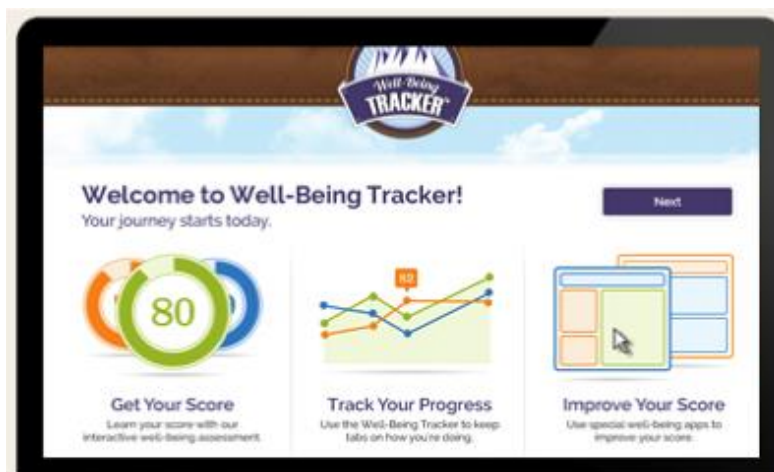 Well-Being
TRACKER
Welcome to Well-Being Tracker!
Your journey starts today.
Next
80
Get Your Score
Learn your score with our
interactive well-being assessment.
Track Your Progress
Use the Well-Being Tracker to keep
tabs on how you're doing.
Improve Your Score
Use special well-being apps to
improve your score.